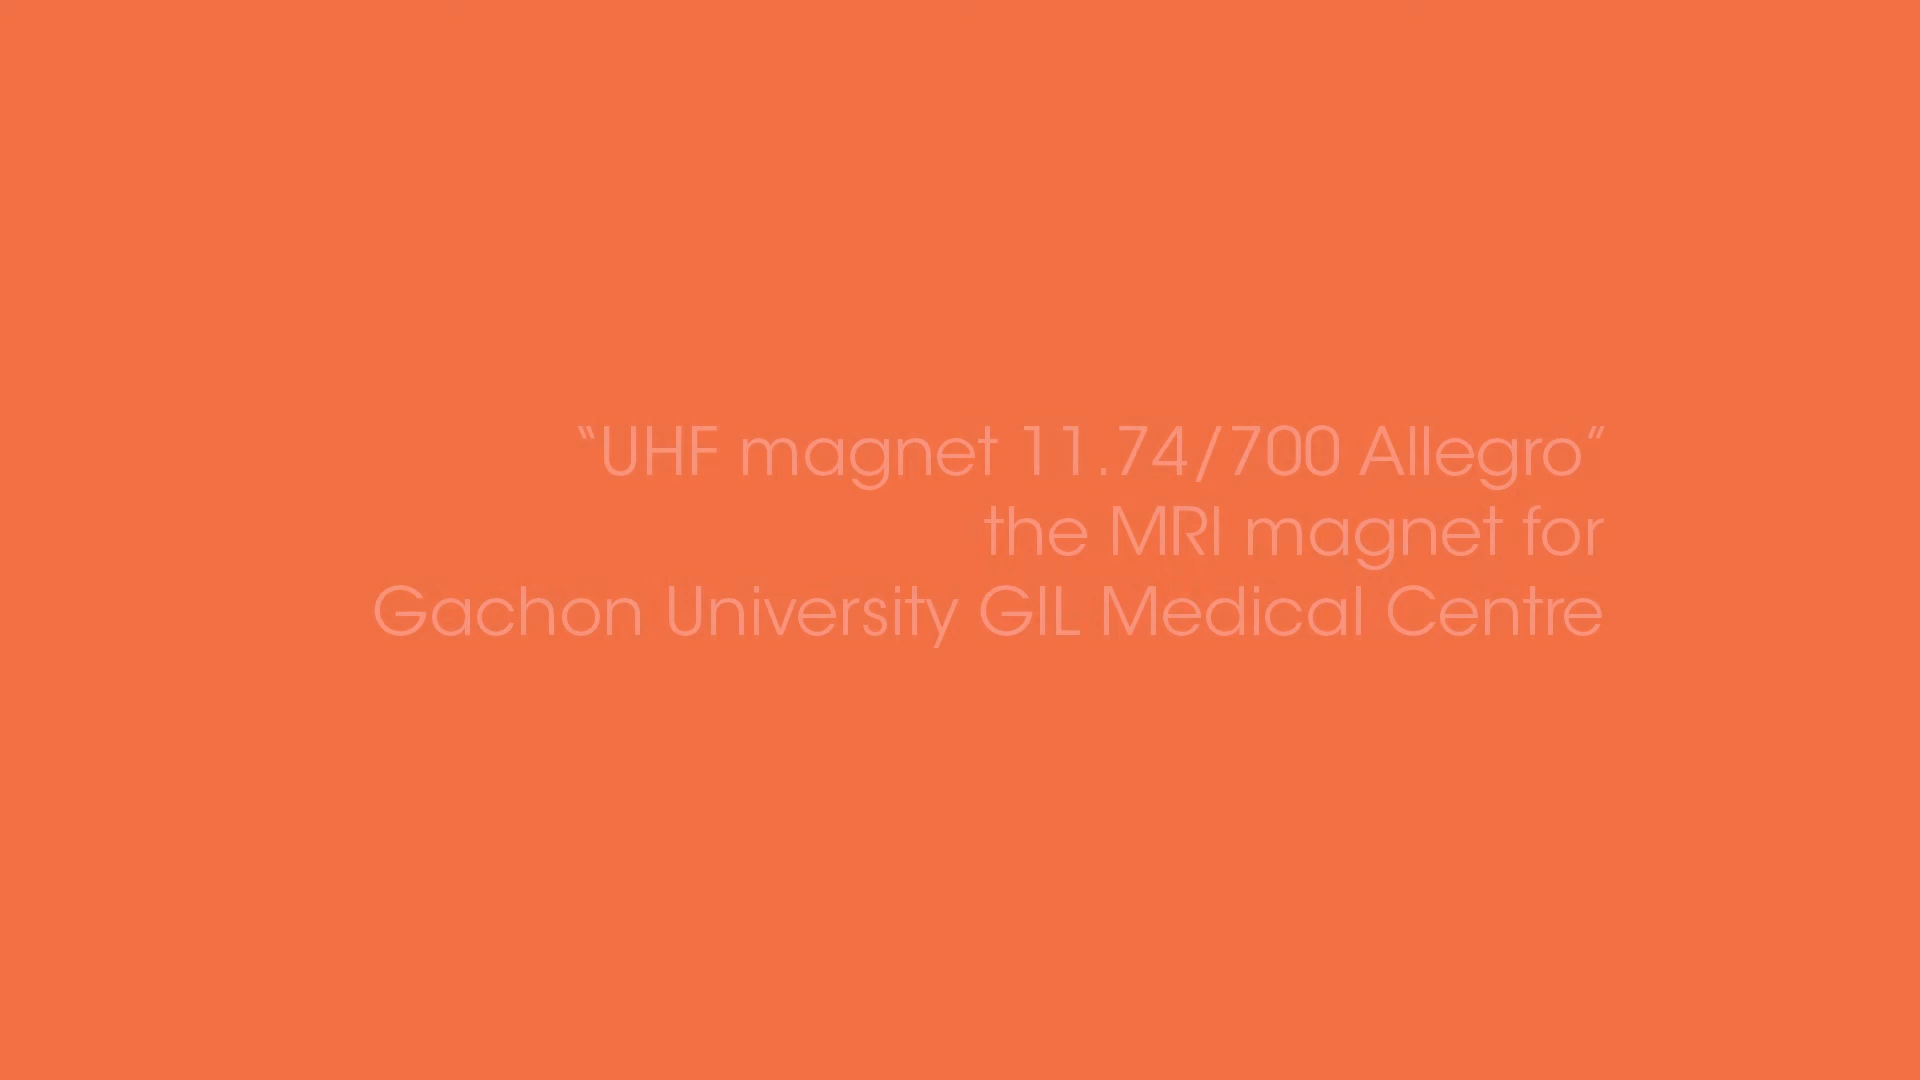 “UHF magnet 11.74/700 Allegro”
the MRI magnet for
Gachon University GIL Medical Centre